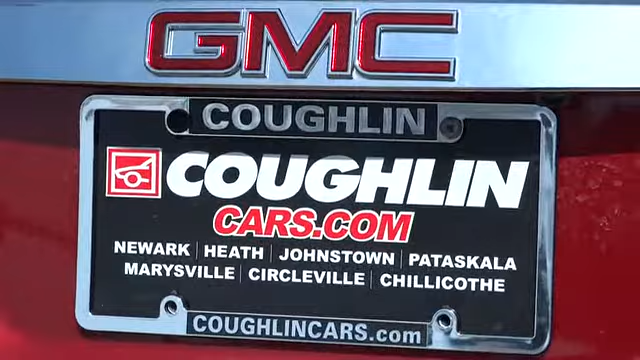 GMC
COUGHLIN
COUGHLIN
CARS.COM
NEWARK | HEATH | JOHNSTOWN | PATASKALA
MARYSVILLE | CIRCLEVILLE | CHILLICOTHE
COUGHLINCARS.com